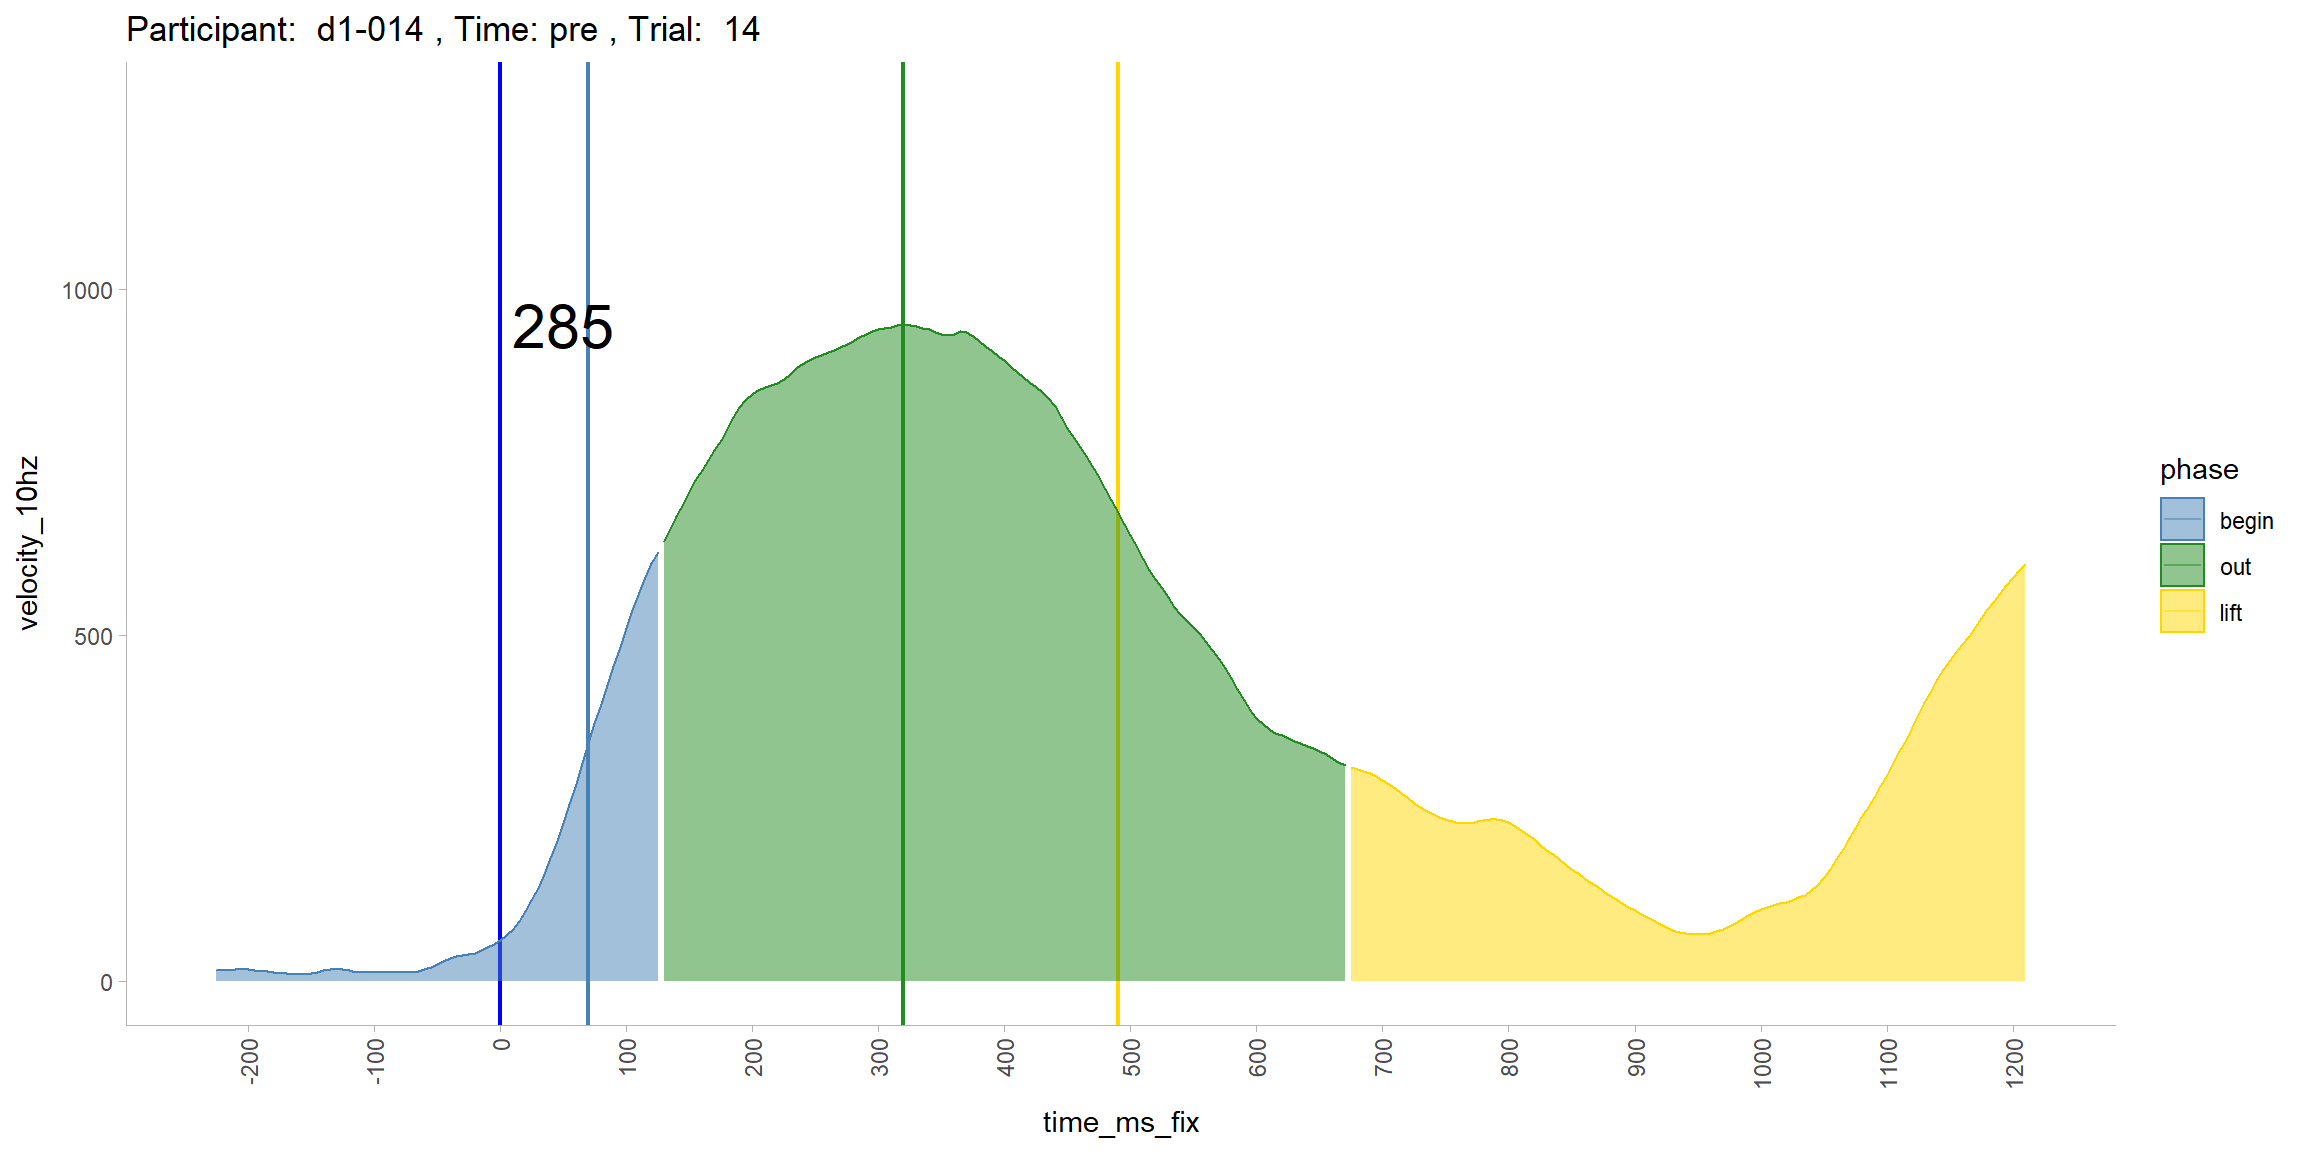 Participant:  d1-014 , Time: pre , Trial:  14
1000
500
0
velocity_10hz
285
-200
-100
0
100
200
300
400
500
600
700
800
900
1000
1100
1200
time_ms_fix
phase
begin
out
lift